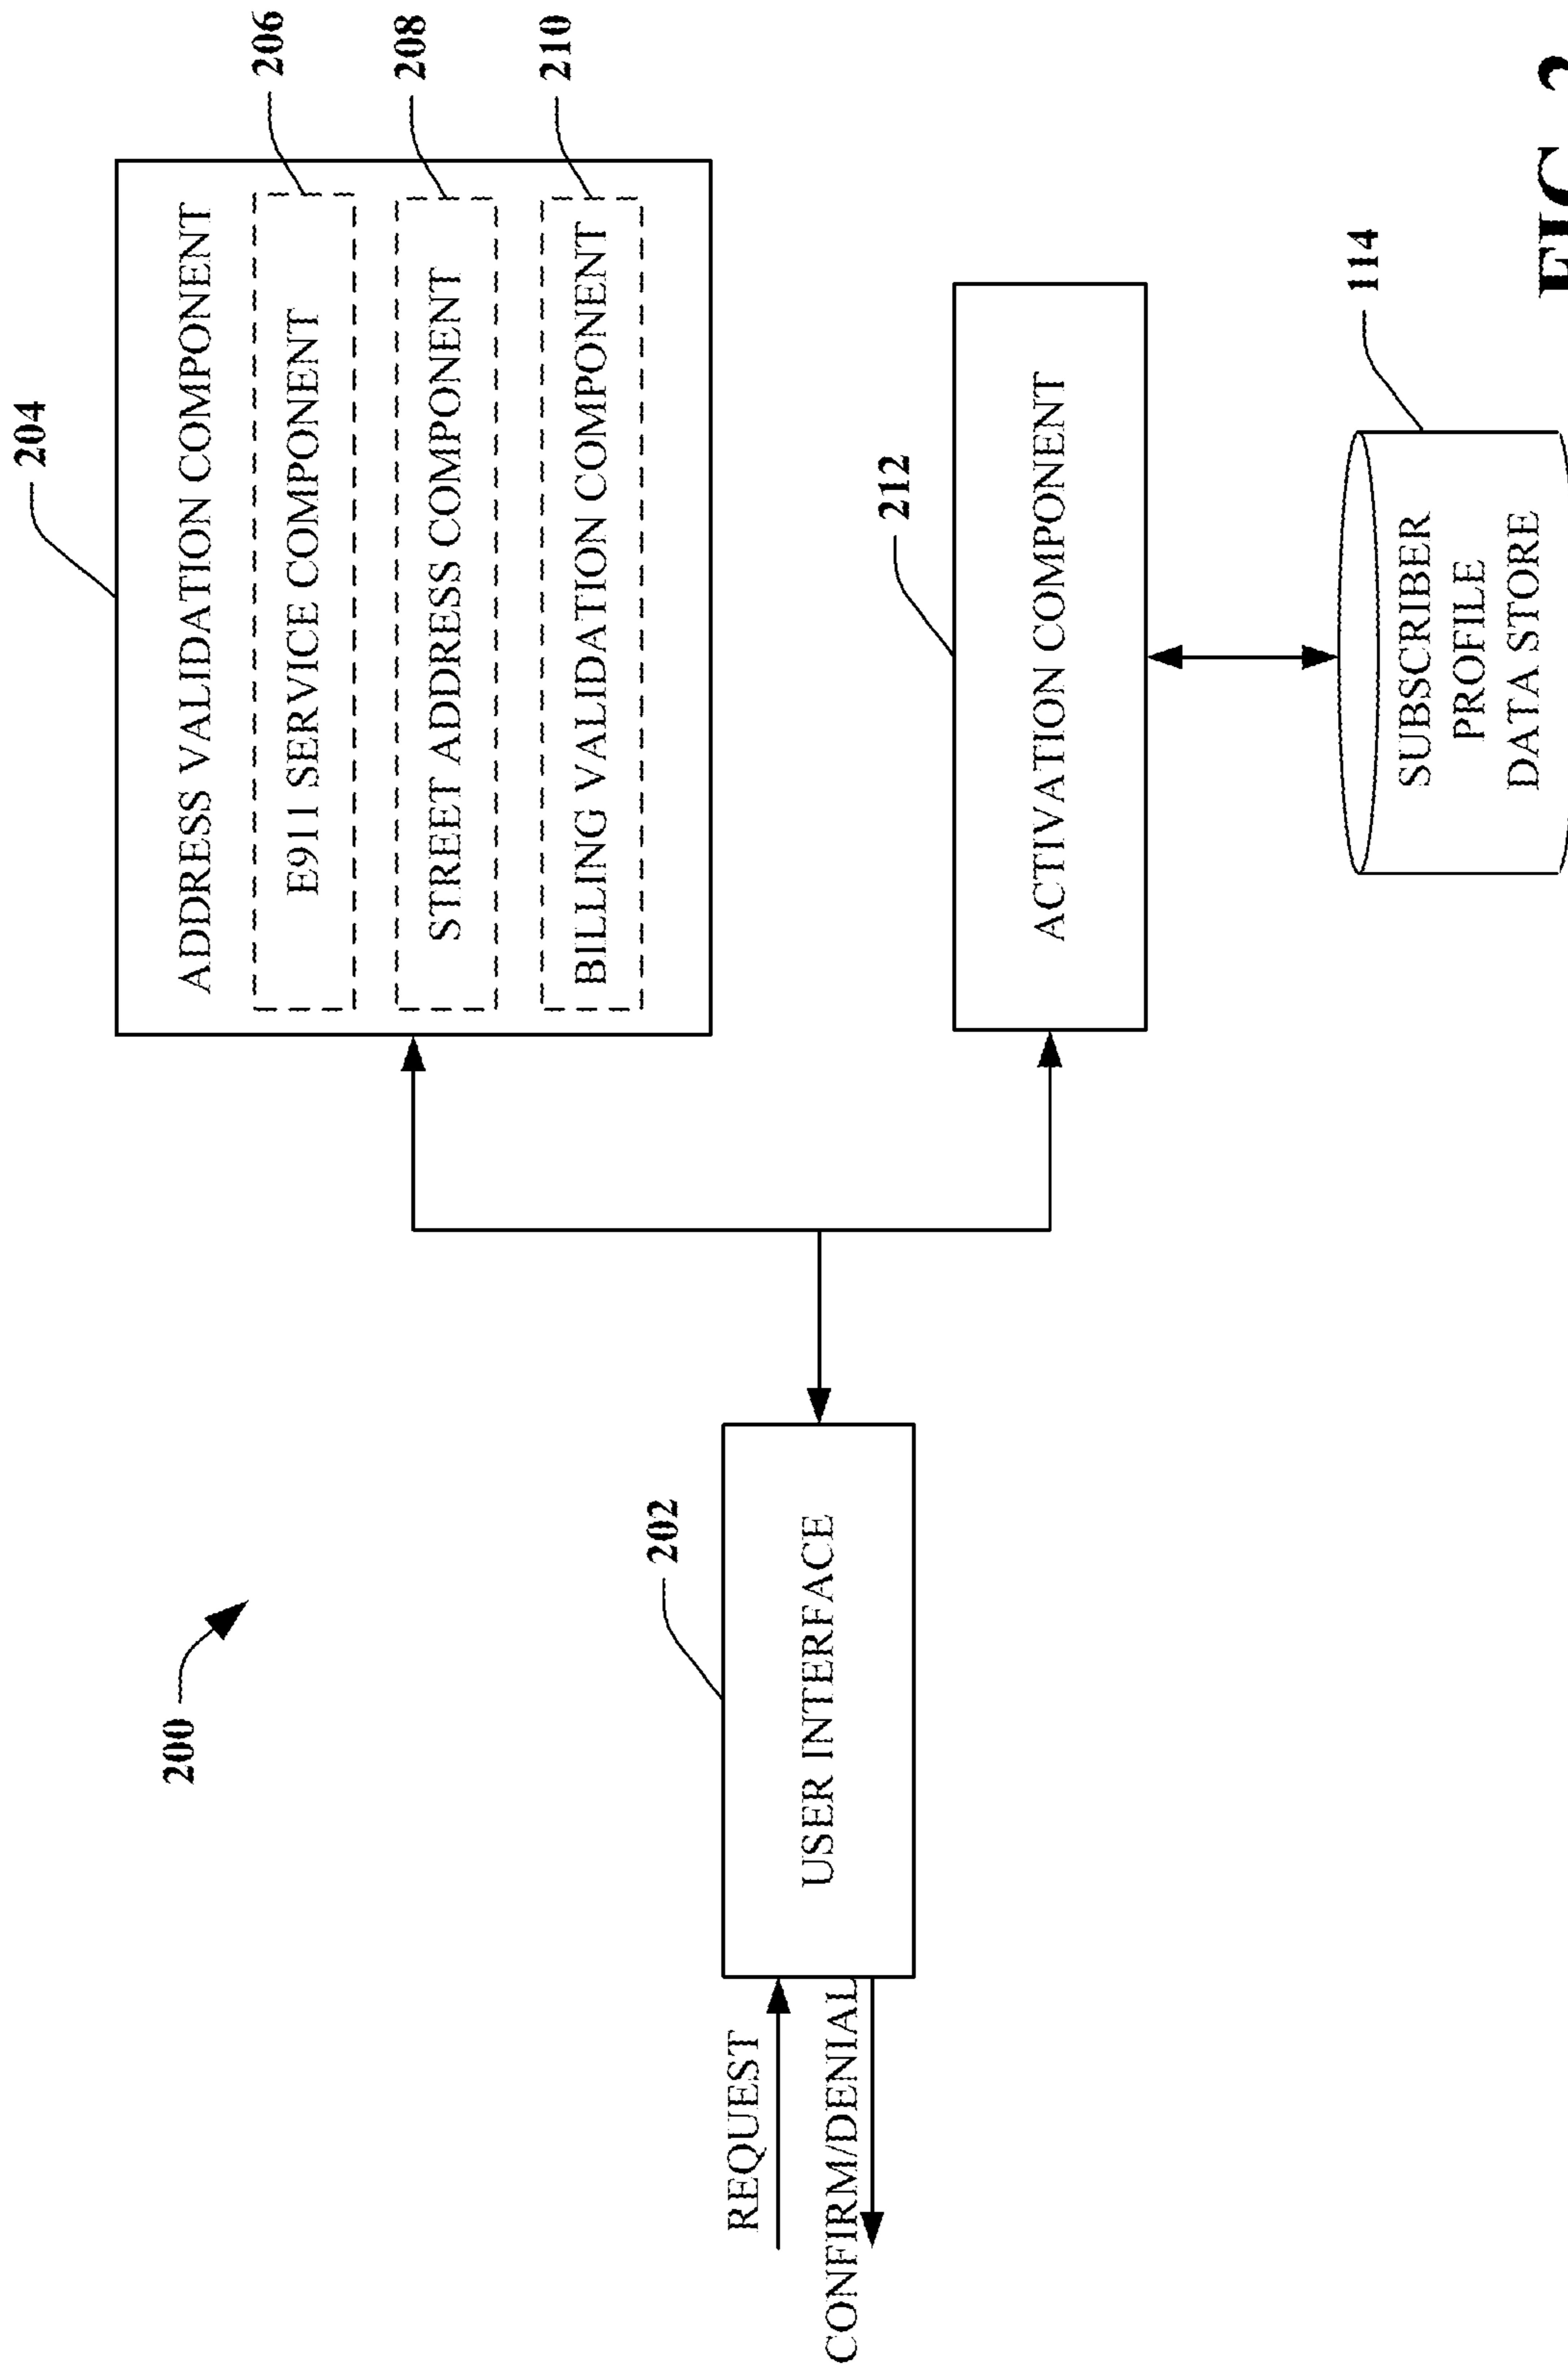 200
204
ADDRESS VALIDATION COMPONENT
E911 SERVICE COMPONENT
206
STREET ADDRESS COMPONENT
208
BILLING VALIDATION COMPONENT
210
202
REQUEST
USER INTERFACE
CONFIRM/DENIAL
212
ACTIVATION COMPONENT
114
SUBSCRIBER
PROFILE
DATA STORE